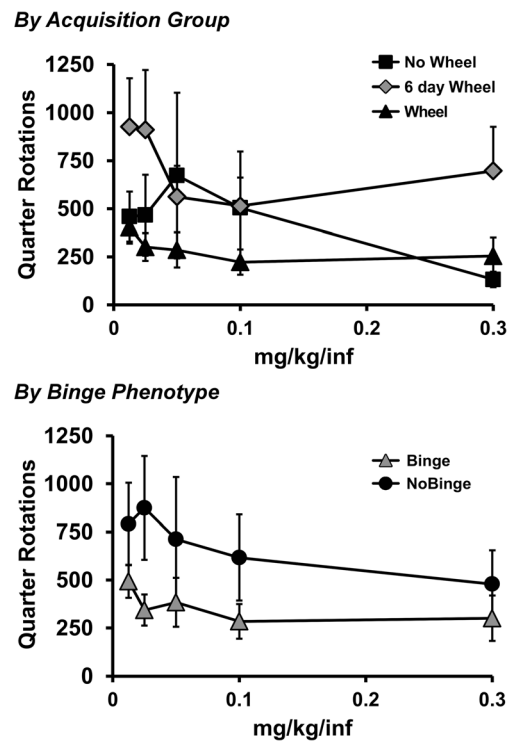 By Acquisition Group
1250
1000
750
500
250
0
Quarter Rotations
No Wheel
6 day Wheel
Wheel
0
0.1
0.2
0.3
mg/kg/inf
By Binge Phenotype
1250
1000
750
500
250
0
Quarter Rotations
Binge
NoBinge
0
0.1
0.2
0.3
mg/kg/inf